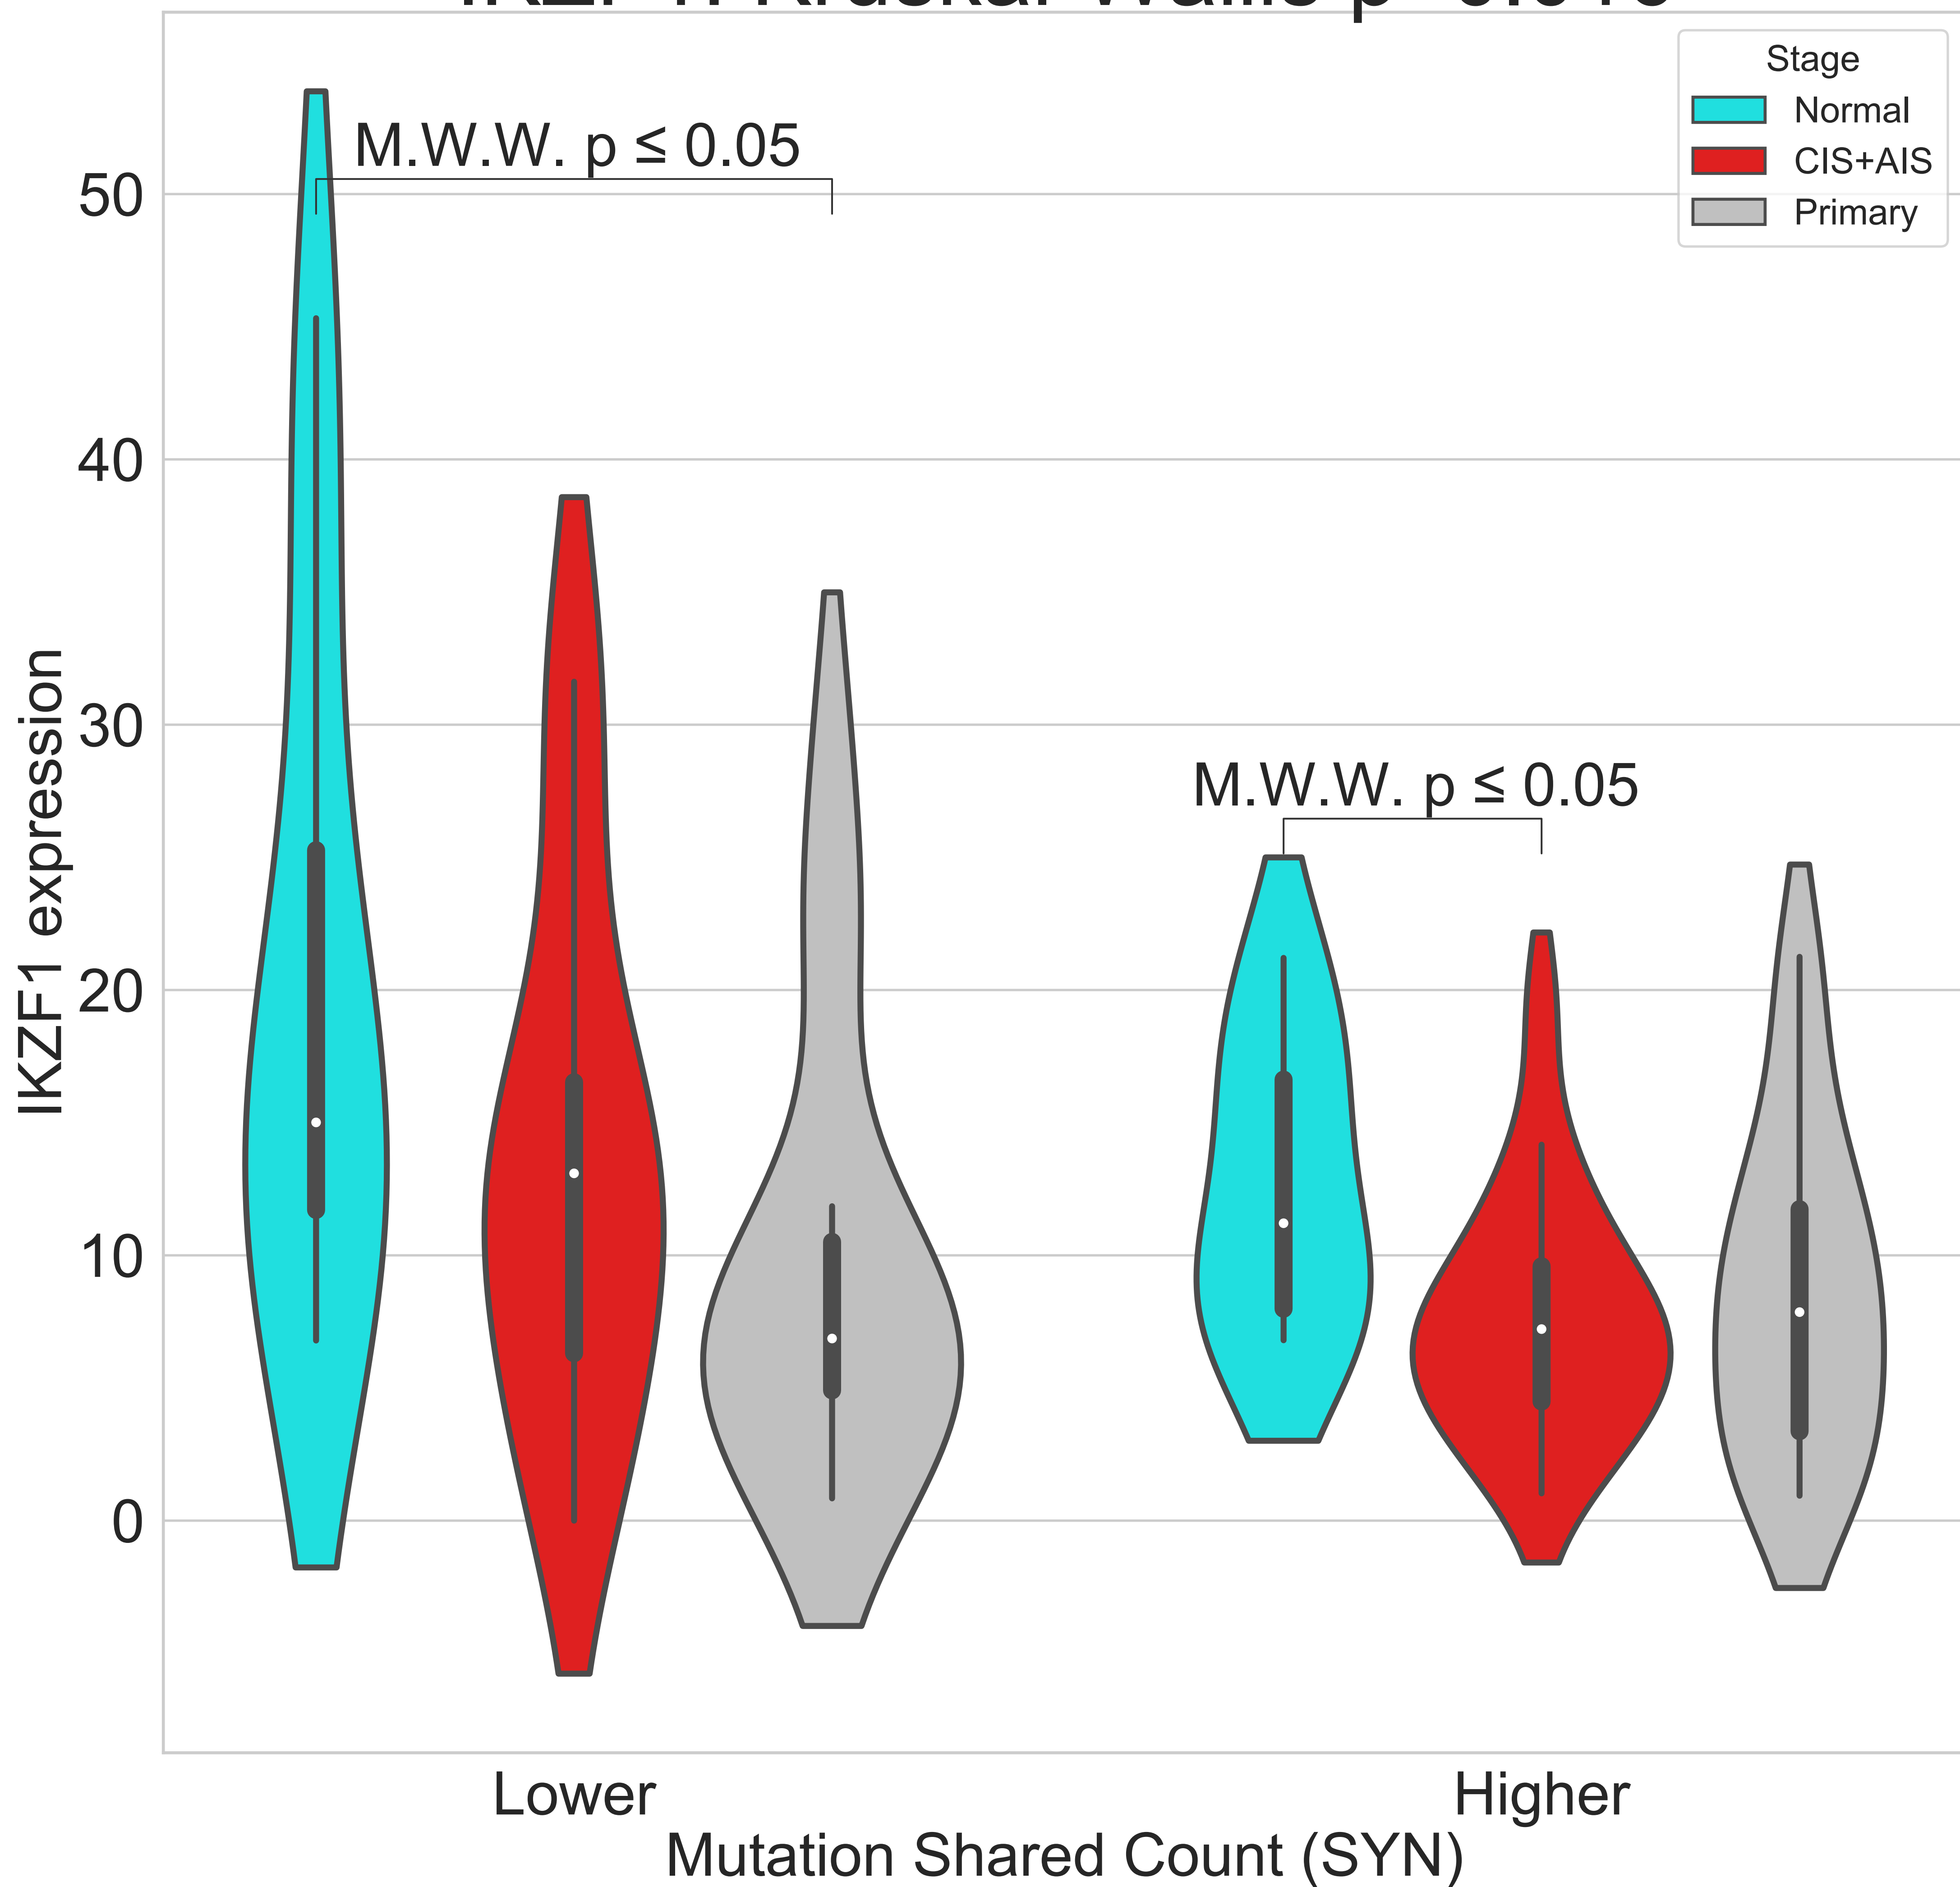 Stage
Normal
CIS+AIS
Primary
M.W.W. p ≤ 0.05
M.W.W. p ≤ 0.05
50
40
30
20
10
0
IKZF1 expression
Lower
Higher
Mutation Shared Count (SYN)